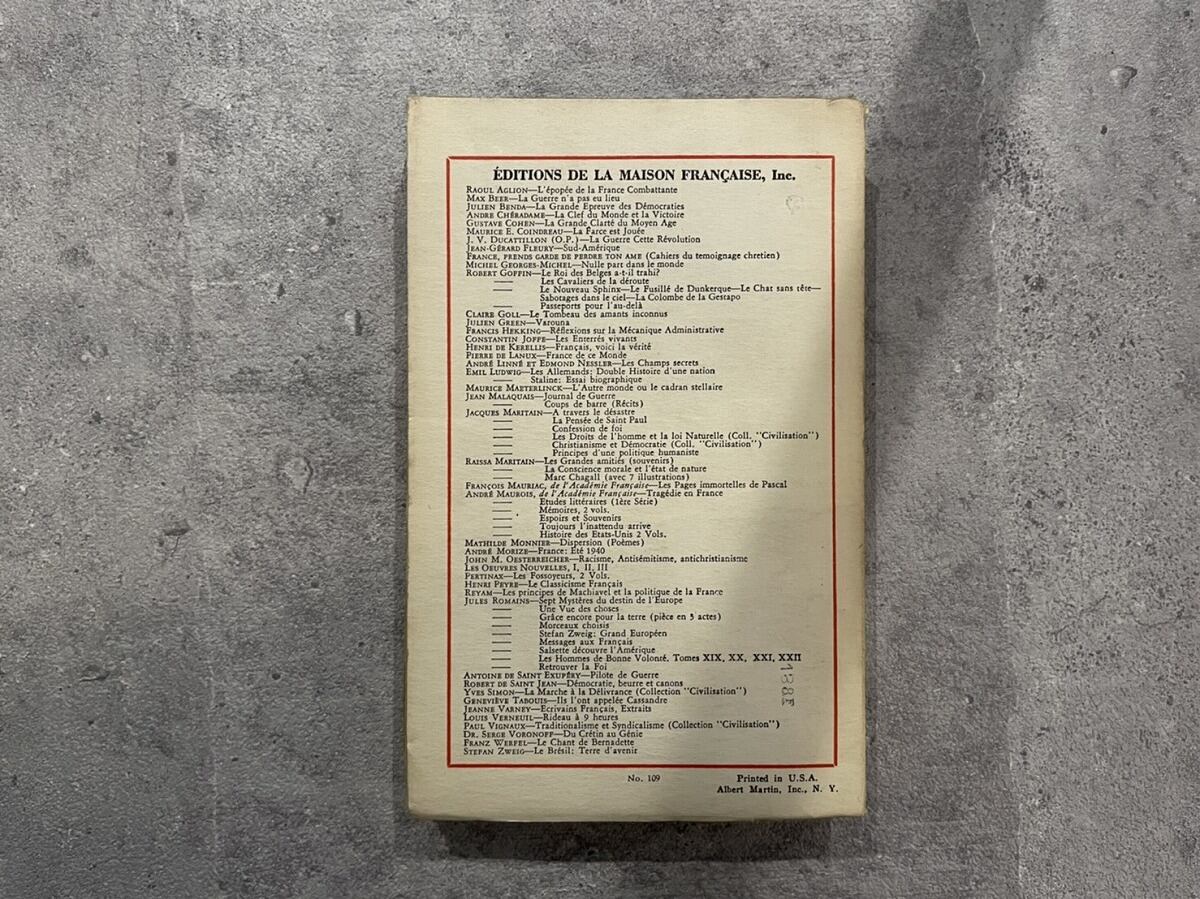 ÉDITIONS DE LA MAISON FRANÇAISE, Inc.
RAOUL AGLION—L'épopée de la France Combattante
MAX BEER—La Guerre n'a pas eu lieu
JULIEN BENDA—La Grande Epreuve des Démocraties
ANDRE CHÉRADAME—La Clef du Monde et la Victoire
GUSTAVE COHEN—La Grande Clarté du Moyen Age
MAURICE E. COINDREAU—La Farce est Jouée
J. V. DUCATTILLON (O.P.)—La Guerre Cette Révolution
JEAN-GÉRARD FLEURY—Sud-Amérique
FRANCE, PRENDS GARDE DE PERDRE TON AME (Cahiers du temoignage chretien)
MICHEL GEORGES-MICHEL—Nulle part dans le monde
ROBERT GOFFIN—Le Roi des Belges a-t-il trahi?
—— Les Cavaliers de la déroute
—— Le Nouveau Sphinx—Le Fusillé de Dunkerque—Le Chat sans tête—
Sabotages dans le ciel—La Colombe de la Gestapo
—— Passeports pour l'au-delà
CLAIRE GOLL—Le Tombeau des amants inconnus
JULIEN GREEN—Varouna
FRANCIS HEKKING—Réflexions sur la Mécanique Administrative
CONSTANTIN JOFFE—Les Enterrés vivants
HENRI DE KERILLIS—Français, voici la vérité
PIERRE DE LANUX—France de ce Monde
ANDRÉ LINNÉ ET EDMOND NESSLER—Les Champs secrets
EMIL LUDWIG—Les Allemands: Double Histoire d'une nation
—— Staline: Essai biographique
MAURICE MAETERLINCK—L'Autre monde ou le cadran stellaire
JEAN MALAQUAIS—Journal de Guerre
—— Coups de barre (Récits)
JACQUES MARITAIN—A travers le désastre
—— La Pensée de Saint Paul
—— Confession de foi
—— Les Droits de l'homme et la loi Naturelle (Coll. "Civilisation")
—— Christianisme et Démocratie (Coll. "Civilisation")
—— Principes d'une politique humaniste
RAISSA MARITAIN—Les Grandes amitiés (souvenirs)
—— La Conscience morale et l'état de nature
—— Marc Chagall (avec 7 illustrations)
FRANÇOIS MAURIAC, de l'Académie Française—Les Pages immortelles de Pascal
ANDRÉ MAUROIS, de l'Académie Française—Tragédie en France
—— Etudes littéraires (1ère Série)
—— Mémoires, 2 vols.
—— Espoirs et Souvenirs
—— Toujours l'inattendu arrive
—— Histoire des Etats-Unis 2 Vols.
MATHILDE MONNIER—Dispersion (Poèmes)
ANDRÉ MORIZE—France: Eté 1940
JOHN M. OESTERREICHER—Racisme, Antisémitisme, antichristianisme
LES OEUVRES NOUVELLES, I, II, III
PERTINAX—Les Fossoyeurs, 2 Vols.
HENRI PEYRE—Le Classicisme Français
REYAM—Les principes de Machiavel et la politique de la France
JULES ROMAINS—Sept Mystères du destin de l'Europe
—— Une Vue des choses
—— Grâce encore pour la terre (pièce en 3 actes)
—— Morceaux choisis
—— Stefan Zweig: Grand Européen
—— Messages aux Français
—— Salsette découvre l'Amérique
—— Les Hommes de Bonne Volonté. Tomes XIX, XX, XXI, XXII
—— Retrouver la Foi
ANTOINE DE SAINT EXUPÉRY—Pilote de Guerre
ROBERT DE SAINT JEAN—Démocratie, beurre et canons
YVES SIMON—La Marche à la Délivrance (Collection "Civilisation")
GENEVIÈVE TABOUIS—Ils l'ont appelée Cassandre
JEANNE VARNEY—Ecrivains Français, Extraits
LOUIS VERNEUIL—Rideau à 9 heures
PAUL VIGNAUX—Traditionalisme et Syndicalisme (Collection "Civilisation")
DR. SERGE VORONOFF—Du Crétin au Génie
FRANZ WERFEL—Le Chant de Bernadette
STEFAN ZWEIG—Le Brésil: Terre d'avenir
No. 109
Printed in U.S.A.
Albert Martin, Inc., N. Y.